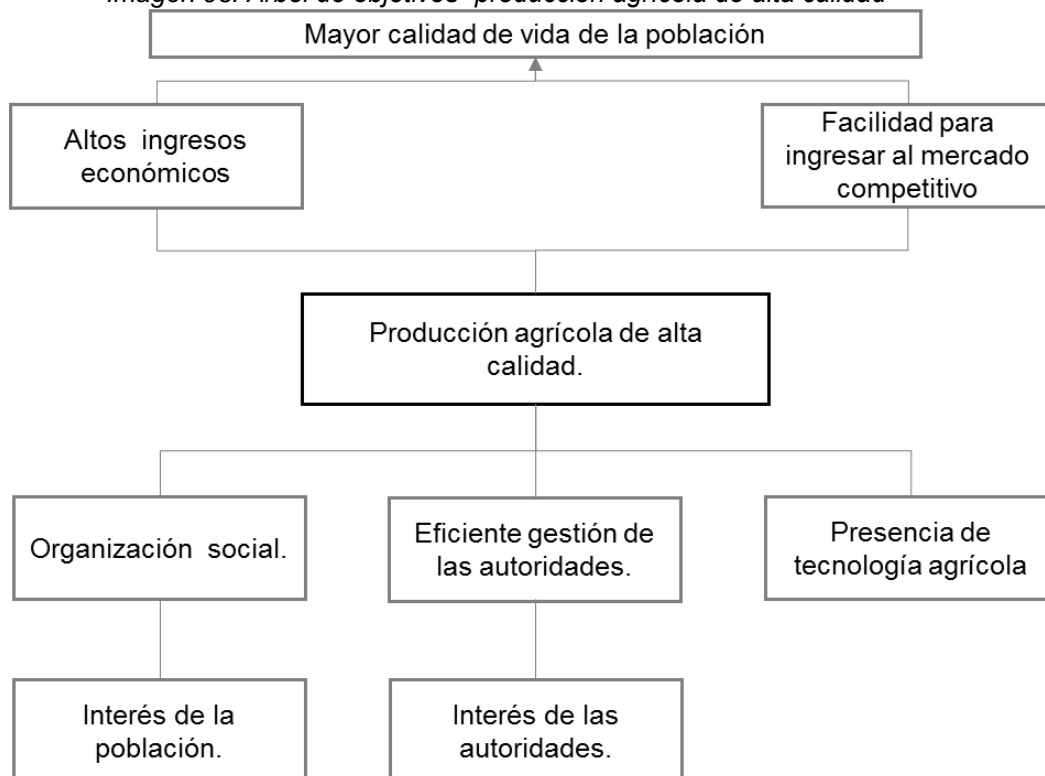 Imagen 38. Árbol de objetivos- producción agrícola de alta calidad
Mayor calidad de vida de la población
Altos ingresos
económicos
Facilidad para
ingresar al mercado
competitivo
Producción agrícola de alta
calidad.
Organización social.
Eficiente gestión de
las autoridades.
Presencia de
tecnología agrícola
Interés de la
población.
Interés de las
autoridades.